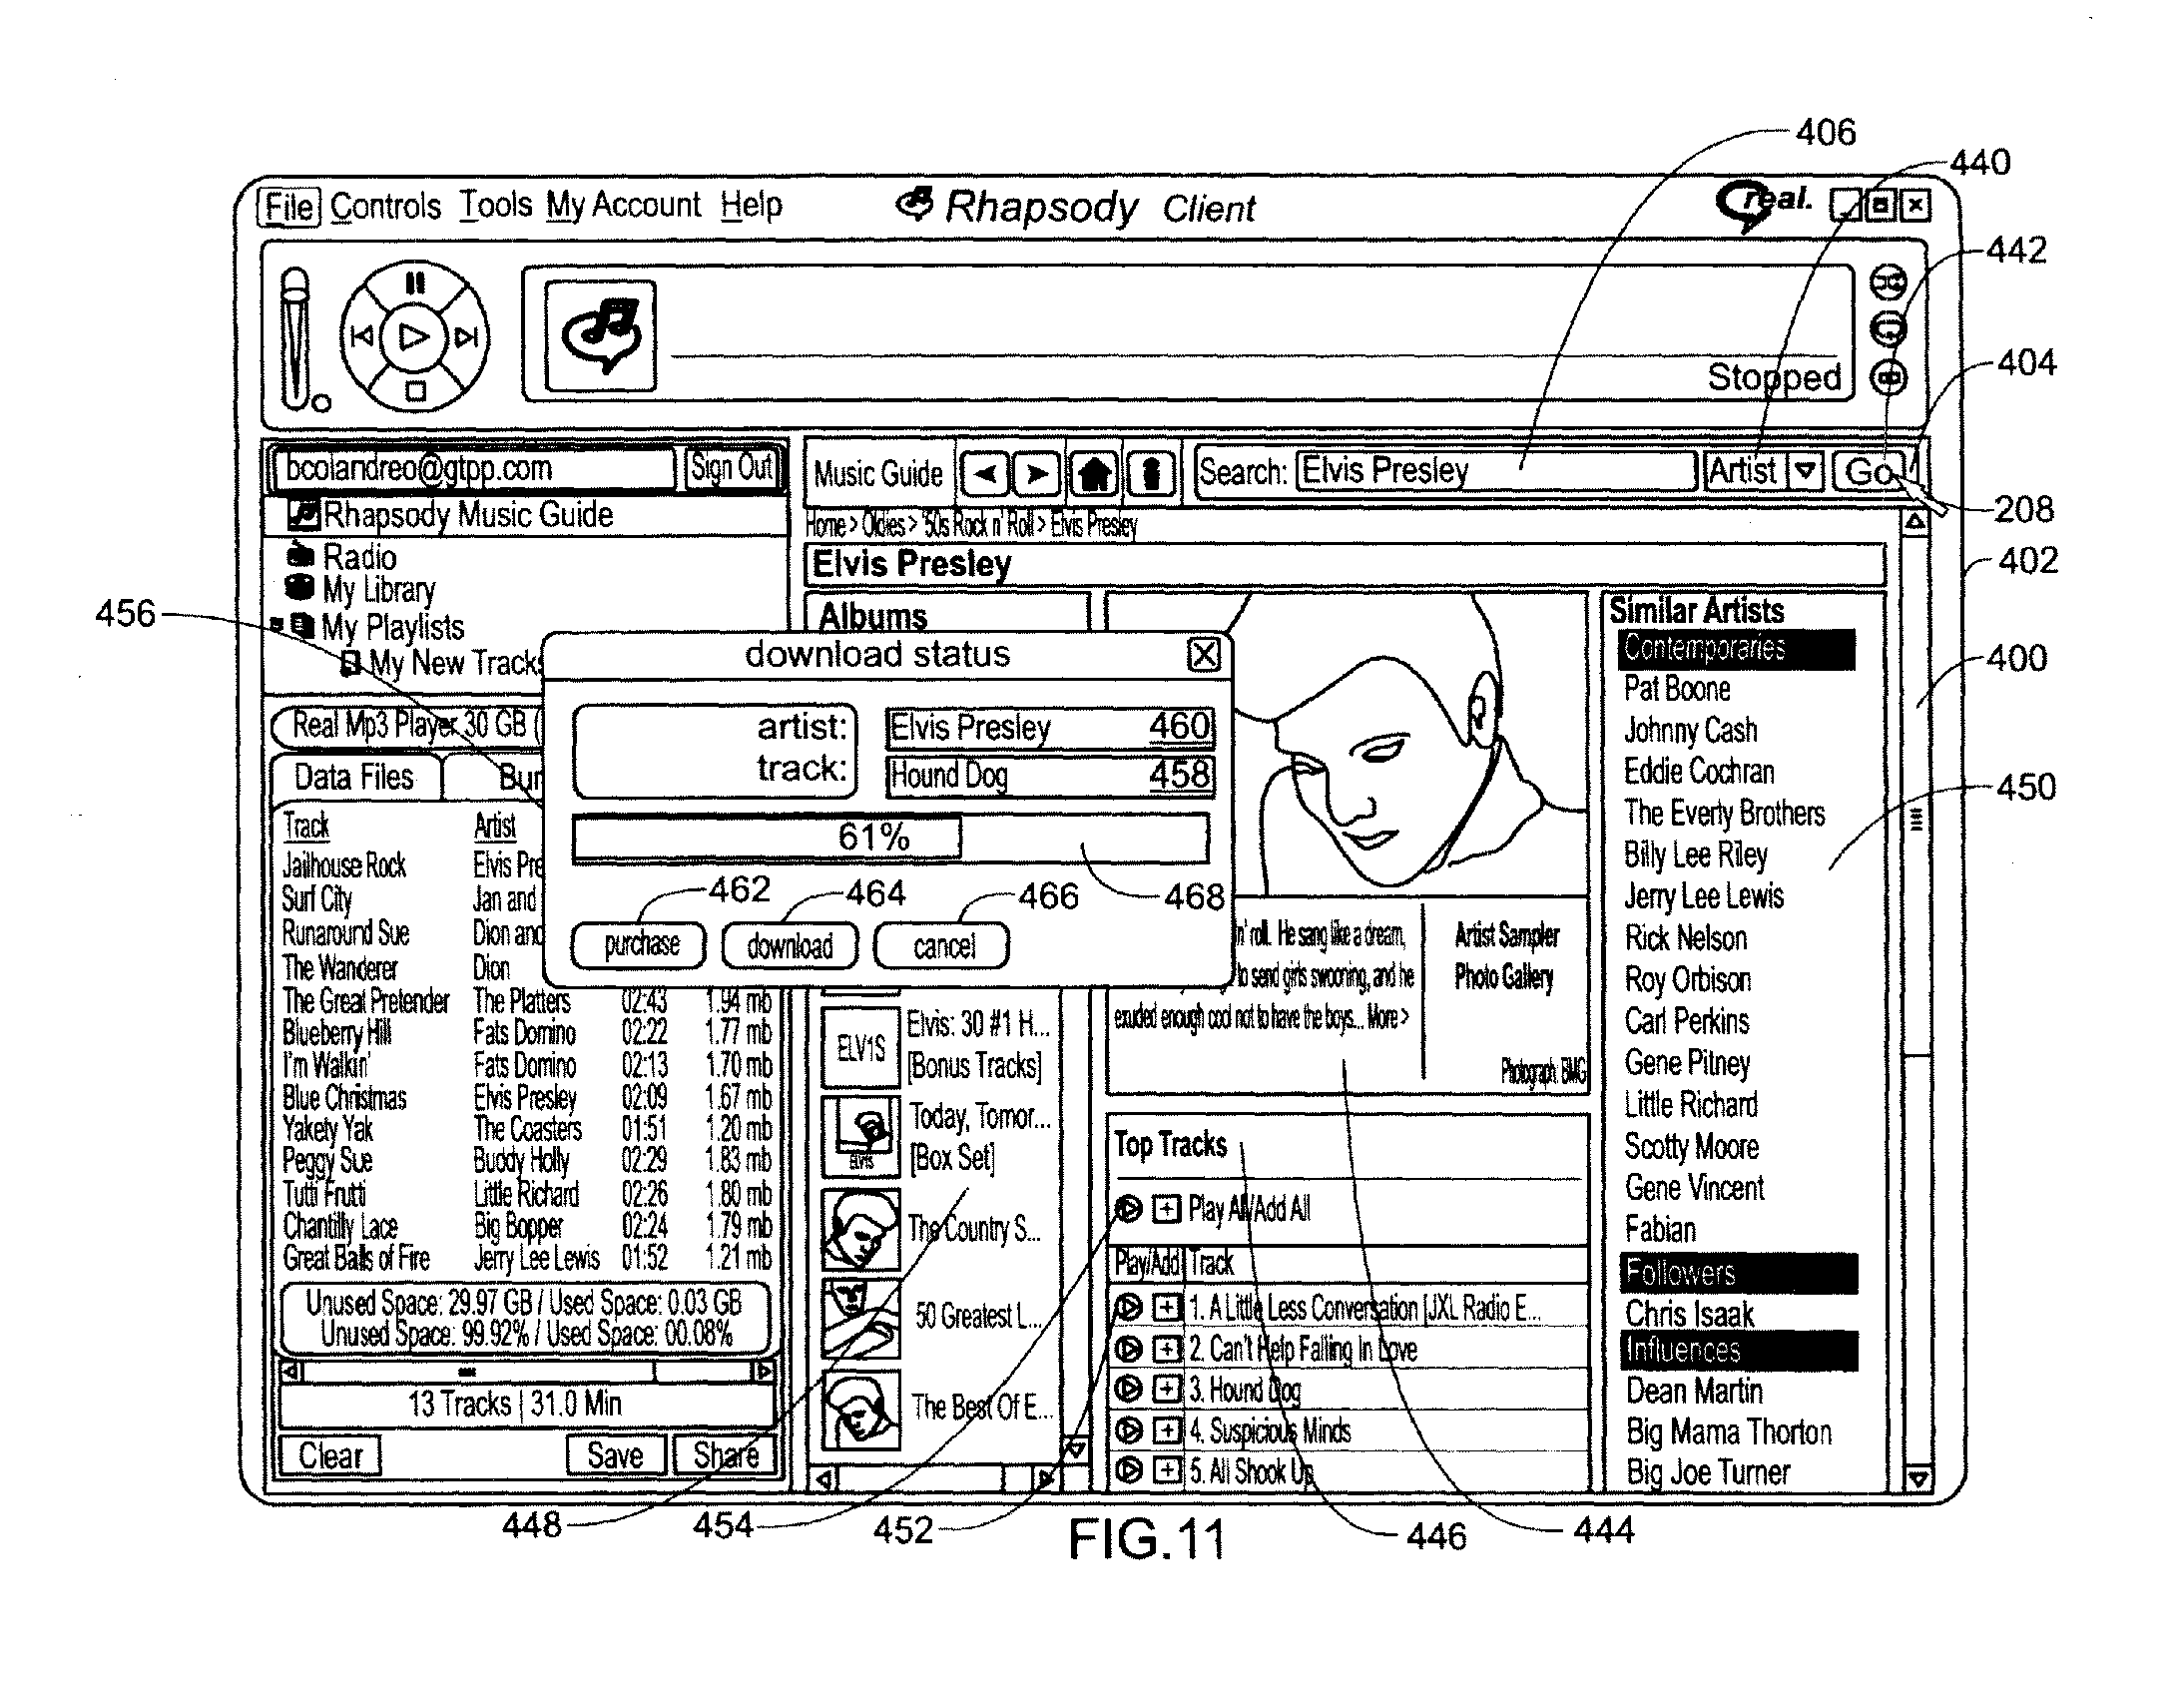 406
440
File Controls Tools My Account Help
Rhapsody Client
real.
442
Stopped
404
bcolandreo@gtpp.com Sign Out
Music Guide
Search: Elvis Presley Artist Go
208
Rhapsody Music Guide
Home > Oldies > '50s Rock n' Roll > Elvis Presley
402
Radio
My Library
My Playlists
My New Tracks
456
Elvis Presley
Albums
Real Mp3 Player 30 GB (
Data Files
Track Artist
Jailhouse Rock Elvis Pre
Surf City Jan and
Runaround Sue Dion and
The Wanderer Dion
The Great Pretender The Platters 02:43 1.94 mb
Blueberry Hill Fats Domino 02:22 1.77 mb
I'm Walkin' Fats Domino 02:13 1.70 mb
Blue Christmas Elvis Presley 02:09 1.67 mb
Yakety Yak The Coasters 01:51 1.20 mb
Peggy Sue Buddy Holly 02:29 1.83 mb
Tutti Frutti Little Richard 02:26 1.80 mb
Chantilly Lace Big Bopper 02:24 1.79 mb
Great Balls of Fire Jerry Lee Lewis 01:52 1.21 mb
Unused Space: 29.97 GB / Used Space: 0.03 GB
Unused Space: 99.92% / Used Space: 00.08%
13 Tracks | 31.0 Min
Clear Save Share
download status
artist: Elvis Presley 460
track: Hound Dog 458
61%
462 464 466 468
purchase download cancel
ELV1S
Elvis: 30 #1 H...
[Bonus Tracks]
ELVIS
Today, Tomor...
[Box Set]
The Country S...
50 Greatest L...
The Best Of E...
n' roll. He sang like a dream,
to send girls swooning, and he
exuded enough cool not to have the boys... More >
Artist Sampler
Photo Gallery
Photograph: BMG
Top Tracks
Play All/Add All
Play/Add Track
1. A Little Less Conversation [JXL Radio E...
2. Can't Help Falling In Love
3. Hound Dog
4. Suspicious Minds
5. All Shook Up
Similar Artists
Contemporaries
Pat Boone
Johnny Cash
Eddie Cochran
The Everly Brothers
Billy Lee Riley
Jerry Lee Lewis
Rick Nelson
Roy Orbison
Carl Perkins
Gene Pitney
Little Richard
Scotty Moore
Gene Vincent
Fabian
Followers
Chris Isaak
Influences
Dean Martin
Big Mama Thorton
Big Joe Turner
400
450
448 454 452 446 444
FIG.11